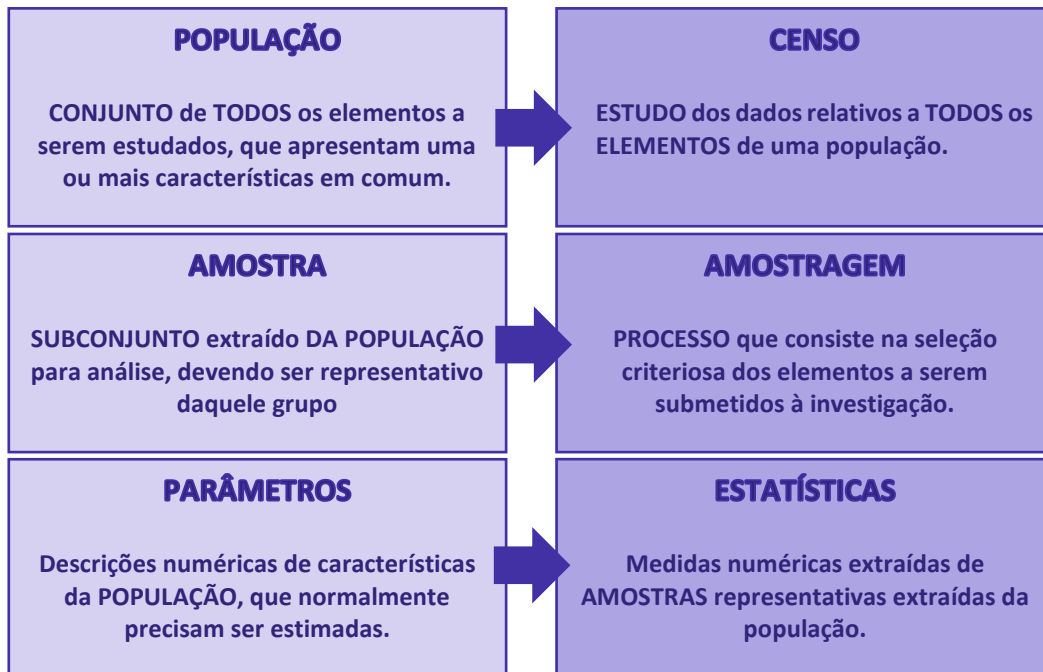 POPULAÇÃO
CONJUNTO de TODOS os elementos a
serem estudados, que apresentam uma
ou mais características em comum.
CENSO
ESTUDO dos dados relativos a TODOS os
ELEMENTOS de uma população.
AMOSTRA
SUBCONJUNTO extraído DA POPULAÇÃO
para análise, devendo ser representativo
daquele grupo
AMOSTRAGEM
PROCESSO que consiste na seleção
criteriosa dos elementos a serem
submetidos à investigação.
PARÂMETROS
Descrições numéricas de características
da POPULAÇÃO, que normalmente
precisam ser estimadas.
ESTATÍSTICAS
Medidas numéricas extraídas de
AMOSTRAS representativas extraídas da
população.